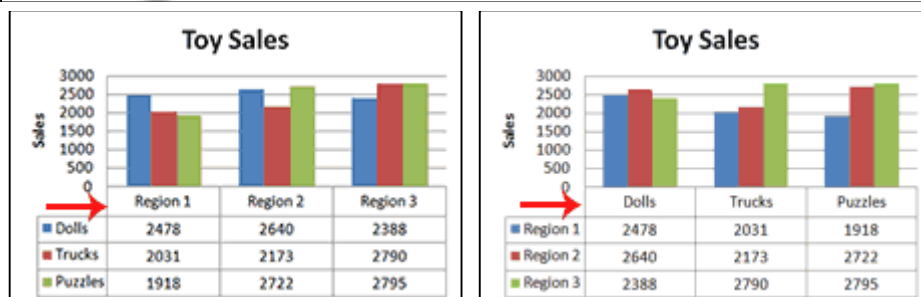 Toy Sales
3000
2500
2000
1500
1000
500
0
Sales
Region 1 Region 2 Region 3
Dolls 2478 2640 2388
Trucks 2031 2173 2790
Puzzles 1918 2722 2795
Toy Sales
3000
2500
2000
1500
1000
500
0
Sales
Dolls Trucks Puzzles
Region 1 2478 2031 1918
Region 2 2640 2173 2722
Region 3 2388 2790 2795